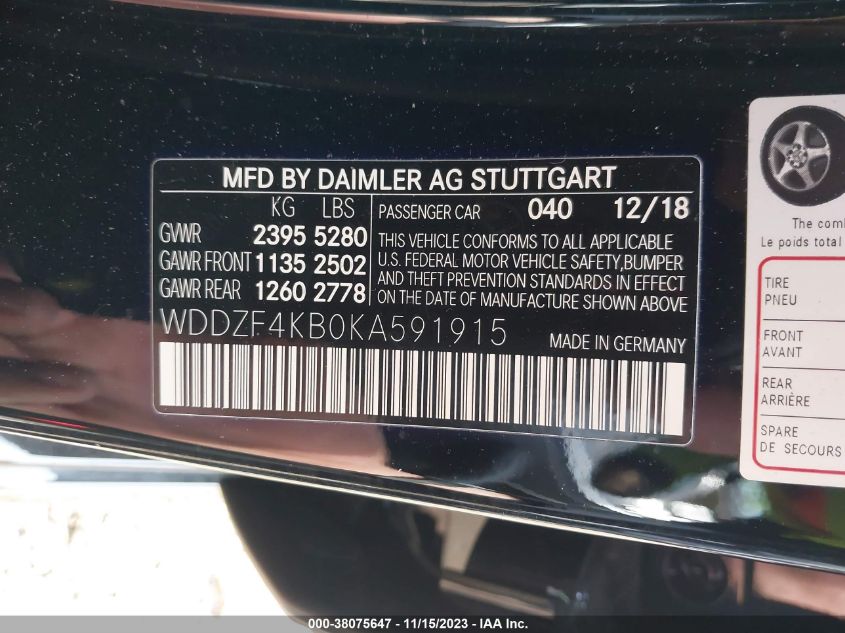 MFD BY DAIMLER AG STUTTGART
KG LBS
GVWR 2395 5280
GAWR FRONT 1135 2502
GAWR REAR 1260 2778
PASSENGER CAR 040 12/18
THIS VEHICLE CONFORMS TO ALL APPLICABLE
U.S. FEDERAL MOTOR VEHICLE SAFETY,BUMPER
AND THEFT PREVENTION STANDARDS IN EFFECT
ON THE DATE OF MANUFACTURE SHOWN ABOVE
WDDZF4KB0KA591915
MADE IN GERMANY
The comb
Le poids total
TIRE
PNEU
FRONT
AVANT
REAR
ARRIÈRE
SPARE
DE SECOURS
000-38075647 - 11/15/2023 - IAA Inc.